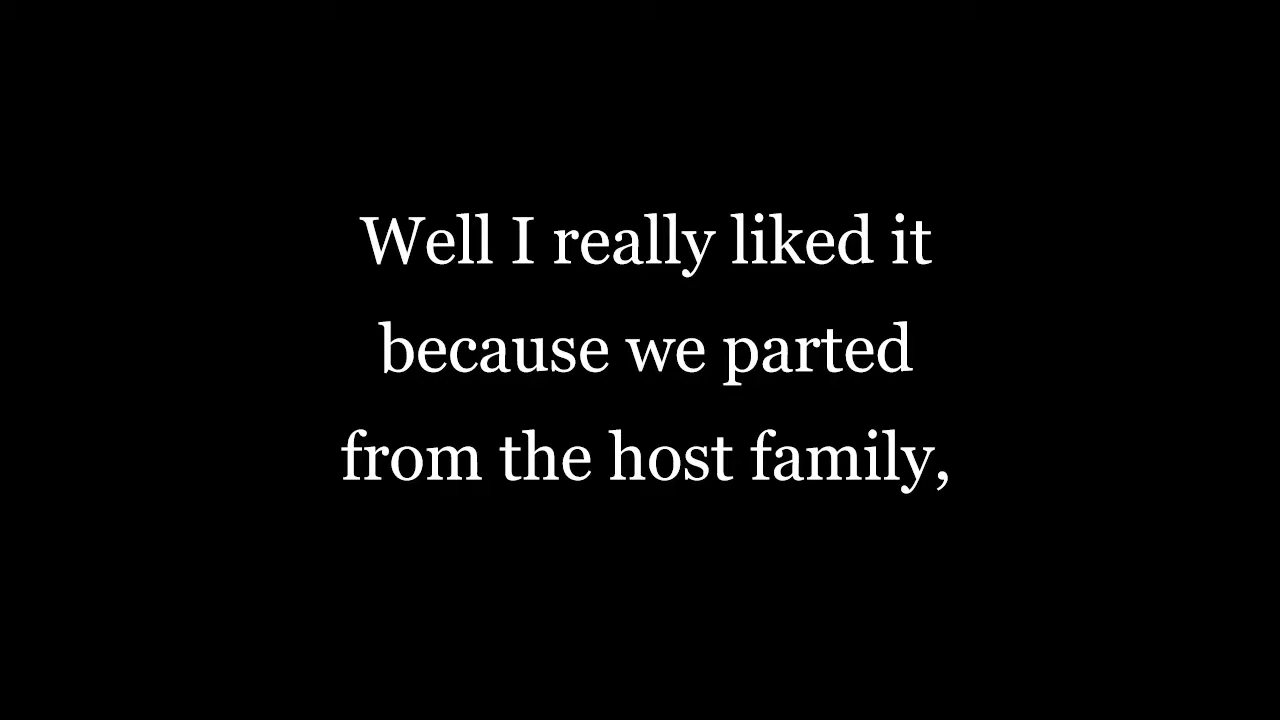 Well I really liked it
because we parted
from the host family,